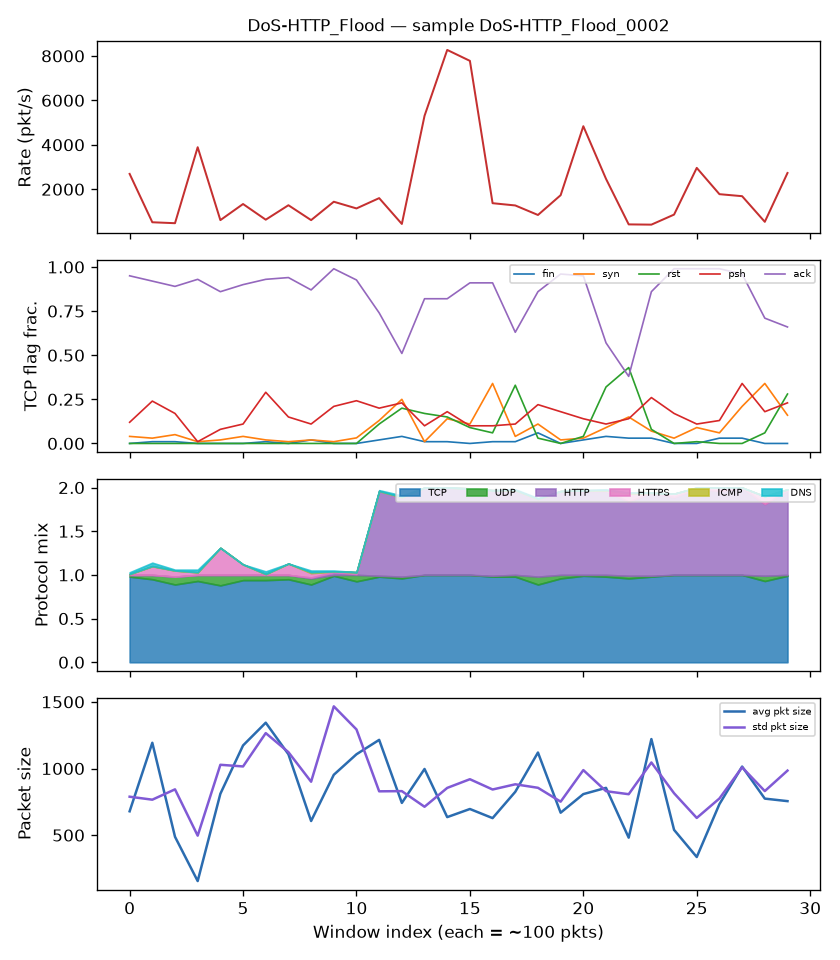 DoS-HTTP_Flood — sample DoS-HTTP_Flood_0002
Rate (pkt/s)
8000
6000
4000
2000
TCP flag frac.
1.00
0.75
0.50
0.25
0.00
fin syn rst psh ack
Protocol mix
2.0
1.5
1.0
0.5
0.0
TCP UDP HTTP HTTPS ICMP DNS
Packet size
1500
1000
500
avg pkt size
std pkt size
0 5 10 15 20 25 30
Window index (each = ~100 pkts)